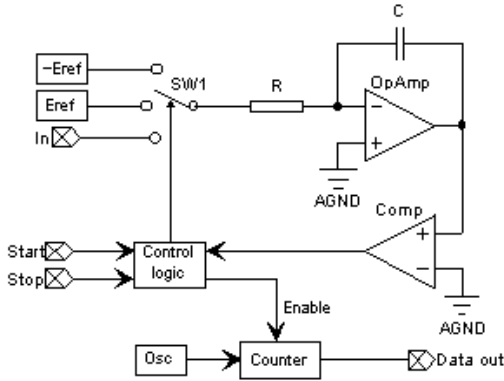 C
-Eref
SW1
R
OpAmp
Eref
−
In
+
AGND
Comp
Start
Control
logic
+
Stop
−
Enable
AGND
Osc
Counter
Data out